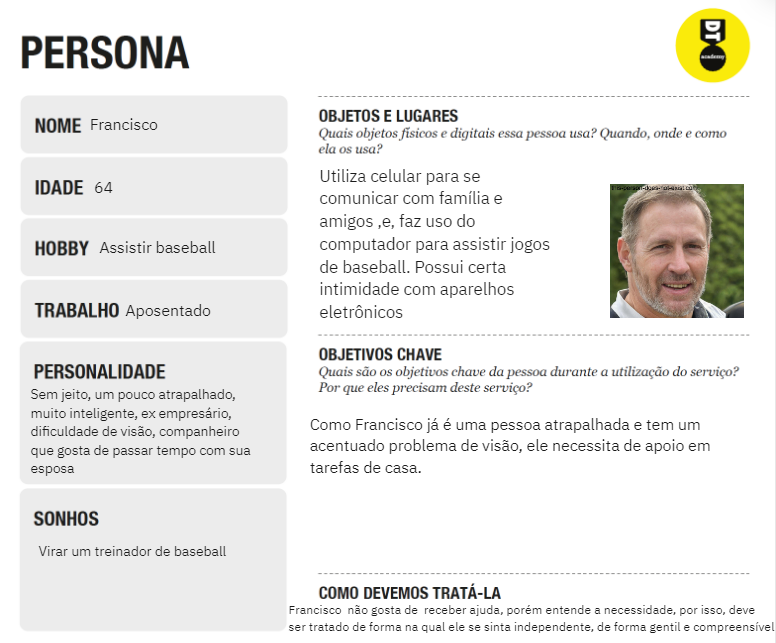 PERSONA
DT
academy
NOME Francisco
IDADE 64
HOBBY Assistir baseball
TRABALHO Aposentado
PERSONALIDADE
Sem jeito, um pouco atrapalhado,
muito inteligente, ex empresário,
dificuldade de visão, companheiro
que gosta de passar tempo com sua
esposa
SONHOS
Virar um treinador de baseball
OBJETOS E LUGARES
Quais objetos físicos e digitais essa pessoa usa? Quando, onde e como
ela os usa?
Utiliza celular para se
comunicar com família e
amigos ,e, faz uso do
computador para assistir jogos
de baseball. Possui certa
intimidade com aparelhos
eletrônicos
OBJETIVOS CHAVE
Quais são os objetivos chave da pessoa durante a utilização do serviço?
Por que eles precisam deste serviço?
Como Francisco já é uma pessoa atrapalhada e tem um
acentuado problema de visão, ele necessita de apoio em
tarefas de casa.
COMO DEVEMOS TRATÁ-LA
Francisco não gosta de receber ajuda, porém entende a necessidade, por isso, deve
ser tratado de forma na qual ele se sinta independente, de forma gentil e compreensível